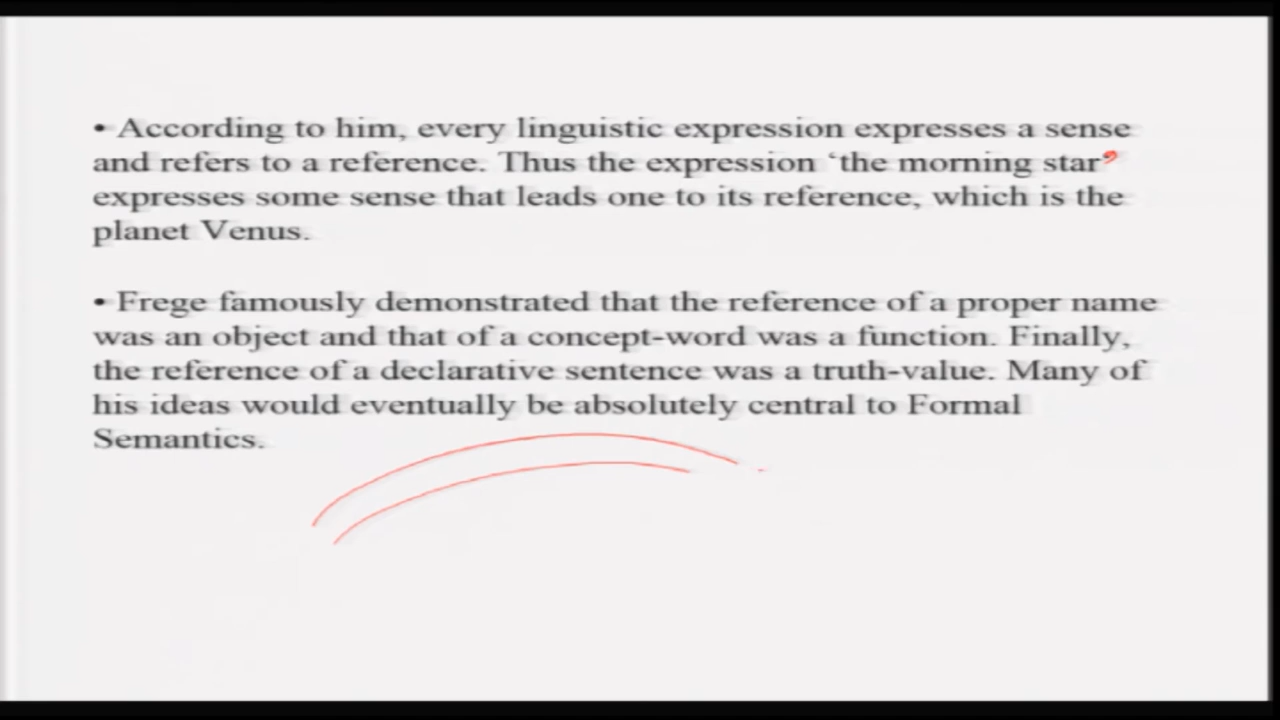 • According to him, every linguistic expression expresses a sense
and refers to a reference. Thus the expression ‘the morning star’
expresses some sense that leads one to its reference, which is the
planet Venus.
• Frege famously demonstrated that the reference of a proper name
was an object and that of a concept-word was a function. Finally,
the reference of a declarative sentence was a truth-value. Many of
his ideas would eventually be absolutely central to Formal
Semantics.